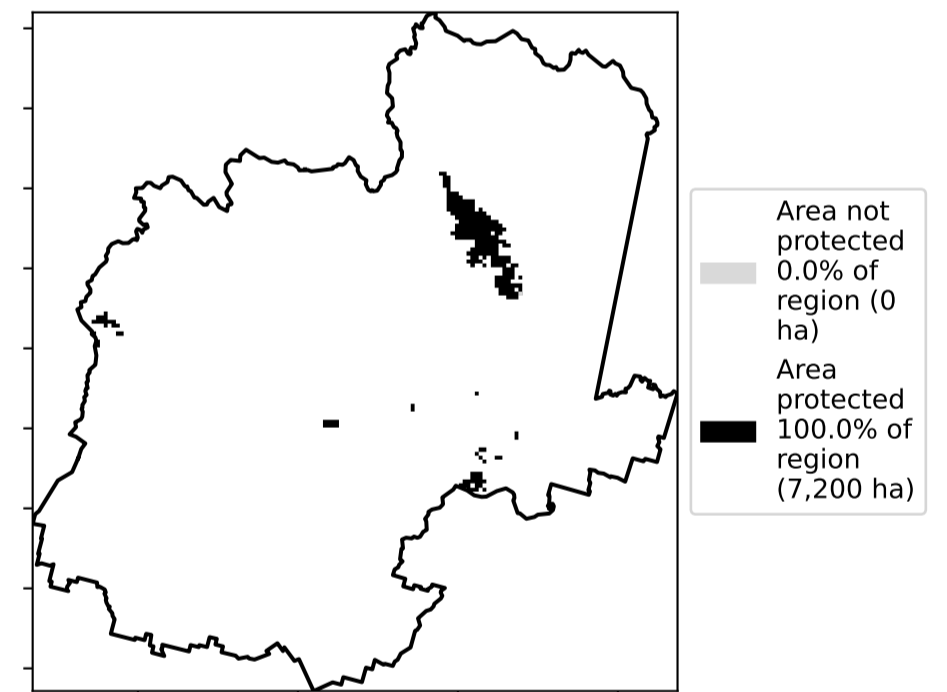 Area not
protected
0.0% of
region (0
ha)
Area
protected
100.0% of
region
(7,200 ha)